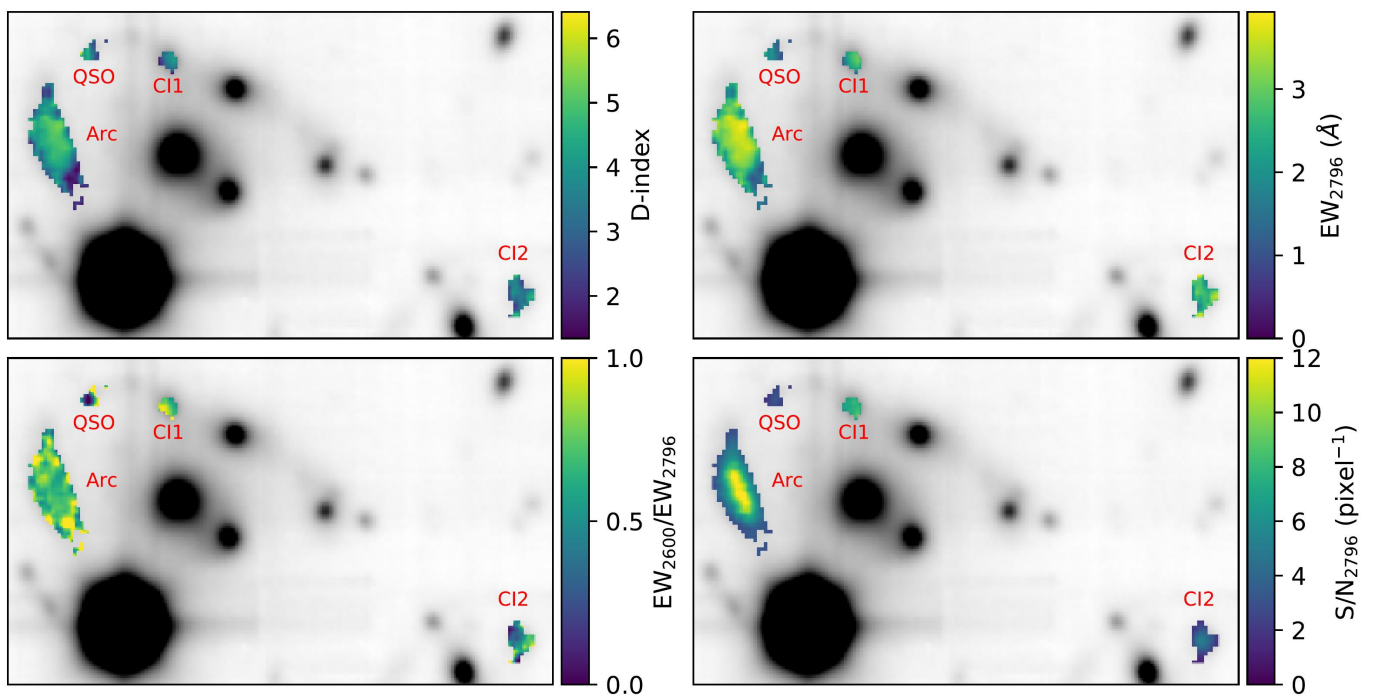 QSO
CI1
Arc
CI2
6
5
4
3
2
D-index
QSO
CI1
Arc
CI2
3
2
1
0
EW₂₇₉₆ (Å)
QSO
CI1
Arc
CI2
1.0
0.5
0.0
EW₂₆₀₀/EW₂₇₉₆
QSO
CI1
Arc
CI2
12
10
8
6
4
2
0
S/N₂₇₉₆ (pixel⁻¹)